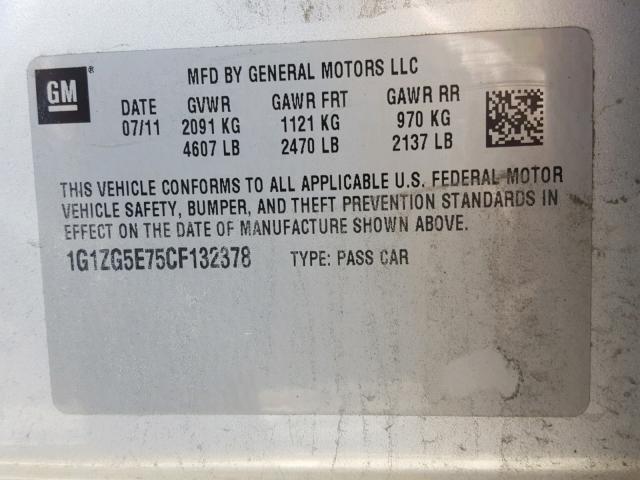 GM ®
MFD BY GENERAL MOTORS LLC
DATE GVWR GAWR FRT GAWR RR
07/11 2091 KG 1121 KG 970 KG
4607 LB 2470 LB 2137 LB
THIS VEHICLE CONFORMS TO ALL APPLICABLE U.S. FEDERAL MOTOR
VEHICLE SAFETY, BUMPER, AND THEFT PREVENTION STANDARDS IN
EFFECT ON THE DATE OF MANUFACTURE SHOWN ABOVE.
1G1ZG5E75CF132378 TYPE: PASS CAR